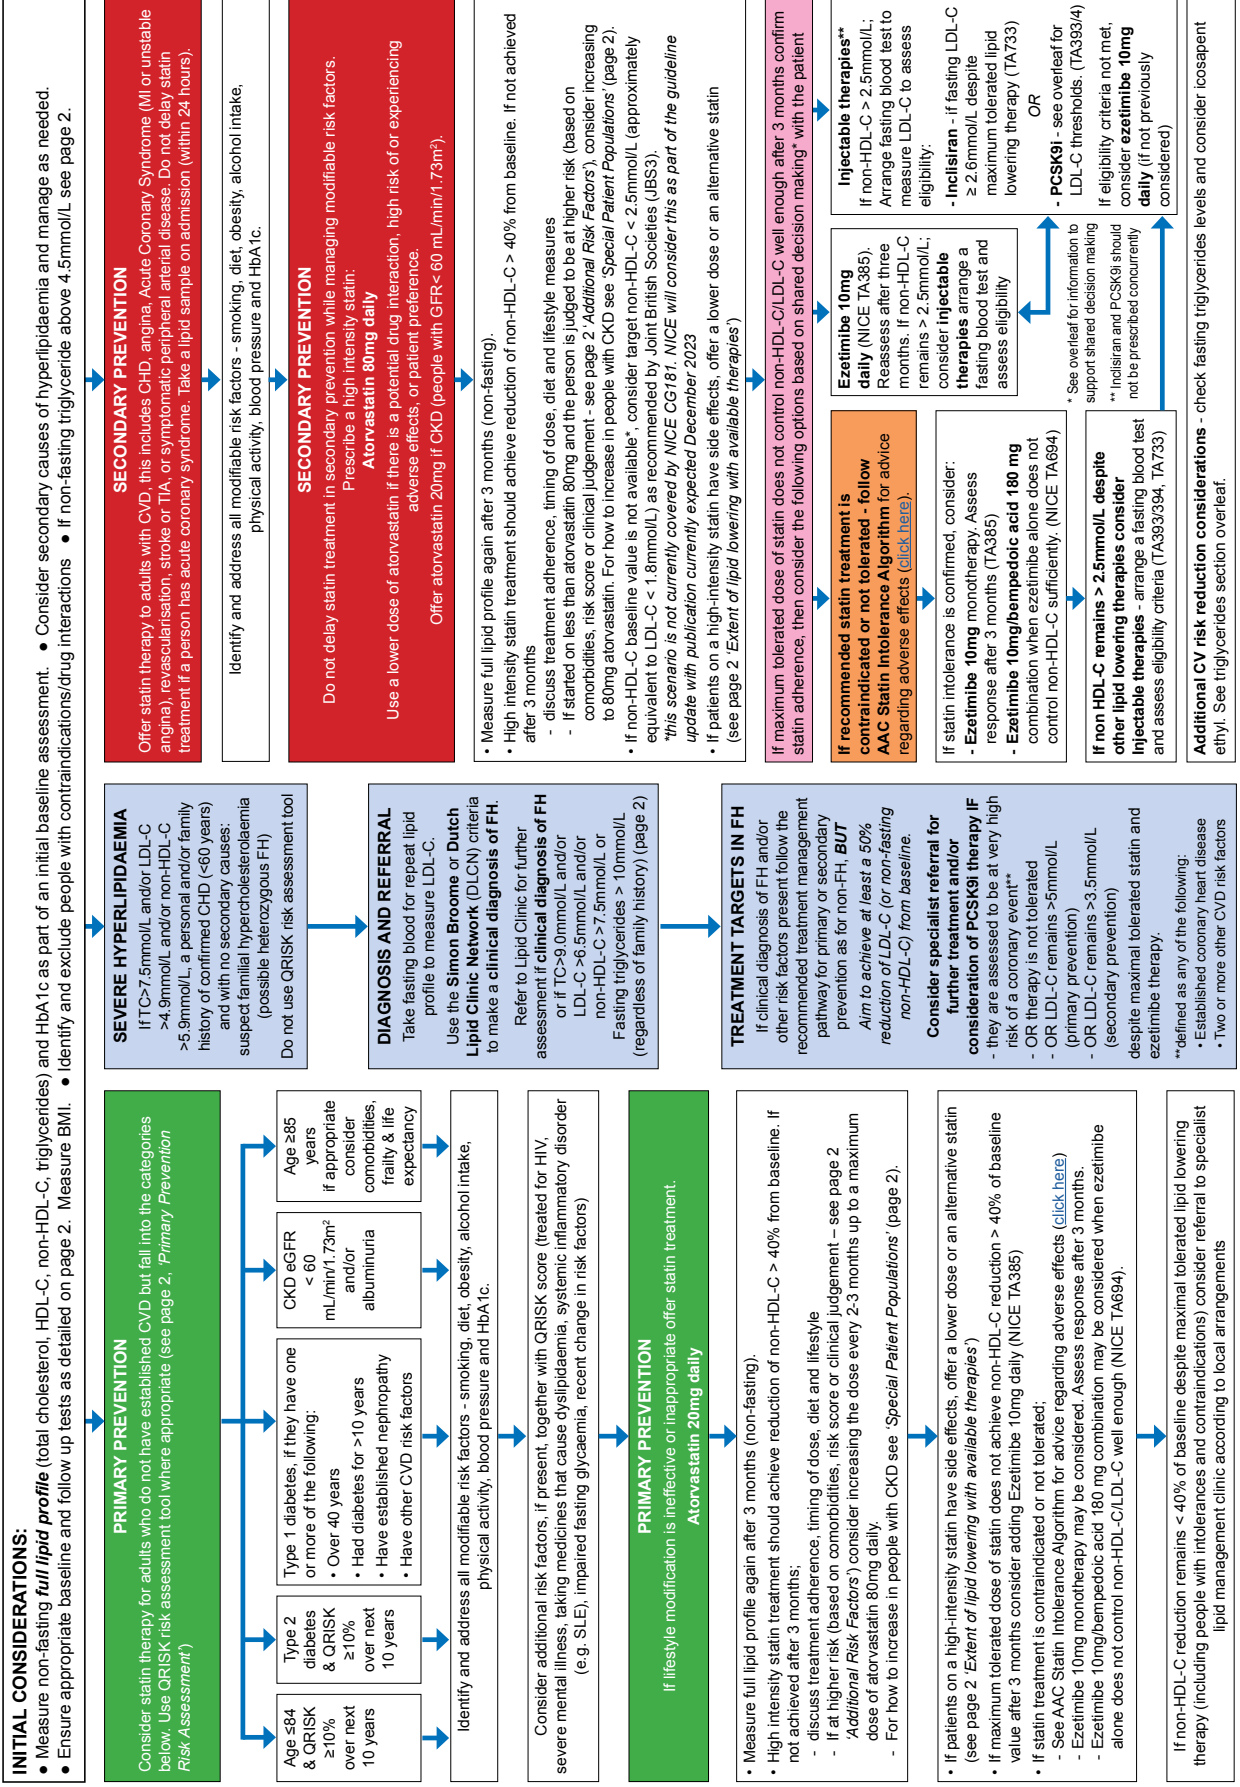 INITIAL CONSIDERATIONS:
● Measure non-fasting full lipid profile (total cholesterol, HDL-C, non-HDL-C, triglycerides) and HbA1c as part of an initial baseline assessment. ● Consider secondary causes of hyperlipidaemia and manage as needed.
● Ensure appropriate baseline and follow up tests as detailed on page 2. Measure BMI. ● Identify and exclude people with contraindications/drug interactions ● If non-fasting triglyceride above 4.5mmol/L see page 2.
PRIMARY PREVENTION
Consider statin therapy for adults who do not have established CVD but fall into the categories
below. Use QRISK risk assessment tool where appropriate (see page 2, 'Primary Prevention
Risk Assessment')
Age ≤84
& QRISK
≥10%
over next
10 years
Type 2
diabetes
& QRISK
≥10%
over next
10 years
Type 1 diabetes, if they have one
or more of the following:
• Over 40 years
• Had diabetes for >10 years
• Have established nephropathy
• Have other CVD risk factors
CKD eGFR
< 60
mL/min/1.73m²
and/or
albuminuria
Age ≥85
years
if appropriate
consider
comorbidities,
frailty & life
expectancy
Identify and address all modifiable risk factors - smoking, diet, obesity, alcohol intake,
physical activity, blood pressure and HbA1c.
Consider additional risk factors, if present, together with QRISK score (treated for HIV,
severe mental illness, taking medicines that cause dyslipidaemia, systemic inflammatory disorder
(e.g. SLE), impaired fasting glycaemia, recent change in risk factors)
PRIMARY PREVENTION
If lifestyle modification is ineffective or inappropriate offer statin treatment.
Atorvastatin 20mg daily
• Measure full lipid profile again after 3 months (non-fasting).
• High intensity statin treatment should achieve reduction of non-HDL-C > 40% from baseline. If
not achieved after 3 months;
- discuss treatment adherence, timing of dose, diet and lifestyle
- If at higher risk (based on comorbidities, risk score or clinical judgement – see page 2
'Additional Risk Factors') consider increasing the dose every 2-3 months up to a maximum
dose of atorvastatin 80mg daily.
- For how to increase in people with CKD see 'Special Patient Populations' (page 2).
• If patients on a high-intensity statin have side effects, offer a lower dose or an alternative statin
(see page 2 'Extent of lipid lowering with available therapies')
• If maximum tolerated dose of statin does not achieve non-HDL-C reduction > 40% of baseline
value after 3 months consider adding Ezetimibe 10mg daily (NICE TA385)
• If statin treatment is contraindicated or not tolerated;
- See AAC Statin Intolerance Algorithm for advice regarding adverse effects (click here)
- Ezetimibe 10mg monotherapy may be considered. Assess response after 3 months.
- Ezetimibe 10mg/bempedoic acid 180 mg combination may be considered when ezetimibe
alone does not control non-HDL-C/LDL-C well enough (NICE TA694).
If non-HDL-C reduction remains < 40% of baseline despite maximal tolerated lipid lowering
therapy (including people with intolerances and contraindications) consider referral to specialist
lipid management clinic according to local arrangements
SEVERE HYPERLIPIDAEMIA
If TC>7.5mmol/L and/or LDL-C
>4.9mmol/L and/or non-HDL-C
>5.9mmol/L, a personal and/or family
history of confirmed CHD (<60 years)
and with no secondary causes:
suspect familial hypercholesterolaemia
(possible heterozygous FH)
Do not use QRISK risk assessment tool
DIAGNOSIS AND REFERRAL
Take fasting blood for repeat lipid
profile to measure LDL-C.
Use the Simon Broome or Dutch
Lipid Clinic Network (DLCN) criteria
to make a clinical diagnosis of FH.
Refer to Lipid Clinic for further
assessment if clinical diagnosis of FH
or if TC>9.0mmol/L and/or
LDL-C >6.5mmol/L and/or
non-HDL-C >7.5mmol/L or
Fasting triglycerides > 10mmol/L
(regardless of family history) (page 2)
TREATMENT TARGETS IN FH
If clinical diagnosis of FH and/or
other risk factors present follow the
recommended treatment management
pathway for primary or secondary
prevention as for non-FH, BUT
Aim to achieve at least a 50%
reduction of LDL-C (or non-fasting
non-HDL-C) from baseline.
Consider specialist referral for
further treatment and/or
consideration of PCSK9i therapy IF
- they are assessed to be at very high
risk of a coronary event**
- OR therapy is not tolerated
- OR LDL-C remains >5mmol/L
(primary prevention)
- OR LDL-C remains >3.5mmol/L
(secondary prevention)
despite maximal tolerated statin and
ezetimibe therapy.
**defined as any of the following:
• Established coronary heart disease
• Two or more other CVD risk factors
SECONDARY PREVENTION
Offer statin therapy to adults with CVD, this includes CHD, angina, Acute Coronary Syndrome (MI or unstable
angina), revascularisation, stroke or TIA, or symptomatic peripheral arterial disease. Do not delay statin
treatment if a person has acute coronary syndrome. Take a lipid sample on admission (within 24 hours).
Identify and address all modifiable risk factors - smoking, diet, obesity, alcohol intake,
physical activity, blood pressure and HbA1c.
SECONDARY PREVENTION
Do not delay statin treatment in secondary prevention while managing modifiable risk factors.
Prescribe a high intensity statin:
Atorvastatin 80mg daily
Use a lower dose of atorvastatin if there is a potential drug interaction, high risk of or experiencing
adverse effects, or patient preference.
Offer atorvastatin 20mg if CKD (people with GFR< 60 mL/min/1.73m²).
• Measure full lipid profile again after 3 months (non-fasting).
• High intensity statin treatment should achieve reduction of non-HDL-C > 40% from baseline. If not achieved
after 3 months
- discuss treatment adherence, timing of dose, diet and lifestyle measures
- If started on less than atorvastatin 80mg and the person is judged to be at higher risk (based on
comorbidities, risk score or clinical judgement - see page 2 'Additional Risk Factors'), consider increasing
to 80mg atorvastatin. For how to increase in people with CKD see 'Special Patient Populations' (page 2).
• If non-HDL-C baseline value is not available*, consider target non-HDL-C < 2.5mmol/L (approximately
equivalent to LDL-C < 1.8mmol/L) as recommended by Joint British Societies (JBS3).
*this scenario is not currently covered by NICE CG181. NICE will consider this as part of the guideline
update with publication currently expected December 2023
• If patients on a high-intensity statin have side effects, offer a lower dose or an alternative statin
(see page 2 'Extent of lipid lowering with available therapies')
If maximum tolerated dose of statin does not control non-HDL-C/LDL-C well enough after 3 months confirm
statin adherence, then consider the following options based on shared decision making* with the patient
If recommended statin treatment is
contraindicated or not tolerated - follow
AAC Statin Intolerance Algorithm for advice
regarding adverse effects (click here).
If statin intolerance is confirmed, consider:
- Ezetimibe 10mg monotherapy. Assess
response after 3 months (TA385)
- Ezetimibe 10mg/bempedoic acid 180 mg
combination when ezetimibe alone does not
control non-HDL-C sufficiently. (NICE TA694)
If non HDL-C remains > 2.5mmol/L despite
other lipid lowering therapies consider
Injectable therapies - arrange a fasting blood test
and assess eligibility criteria (TA393/394, TA733)
Ezetimibe 10mg
daily (NICE TA385).
Reassess after three
months. If non-HDL-C
remains > 2.5mmol/L;
consider injectable
therapies arrange a
fasting blood test and
assess eligibility
* See overleaf for information to
support shared decision making
** Inclisiran and PCSK9i should
not be prescribed concurrently
Injectable therapies**
If non-HDL-C > 2.5mmol/L;
Arrange fasting blood test to
measure LDL-C to assess
eligibility:
- Inclisiran - if fasting LDL-C
≥ 2.6mmol/L despite
maximum tolerated lipid
lowering therapy (TA733)
OR
- PCSK9i - see overleaf for
LDL-C thresholds. (TA393/4)
If eligibility criteria not met,
consider ezetimibe 10mg
daily (if not previously
considered)
Additional CV risk reduction considerations - check fasting triglycerides levels and consider icosapent
ethyl. See triglycerides section overleaf.